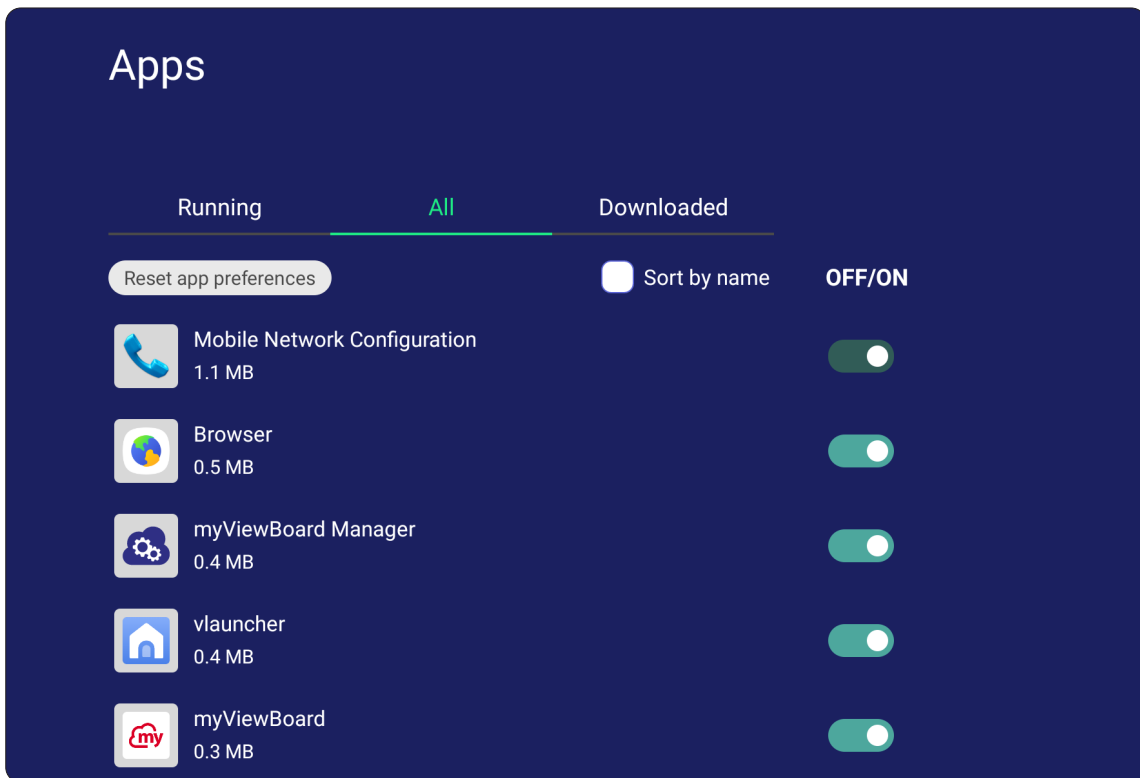 Apps
Running All Downloaded
Reset app preferences Sort by name OFF/ON
Mobile Network Configuration
1.1 MB
Browser
0.5 MB
myViewBoard Manager
0.4 MB
vlauncher
0.4 MB
my
myViewBoard
0.3 MB